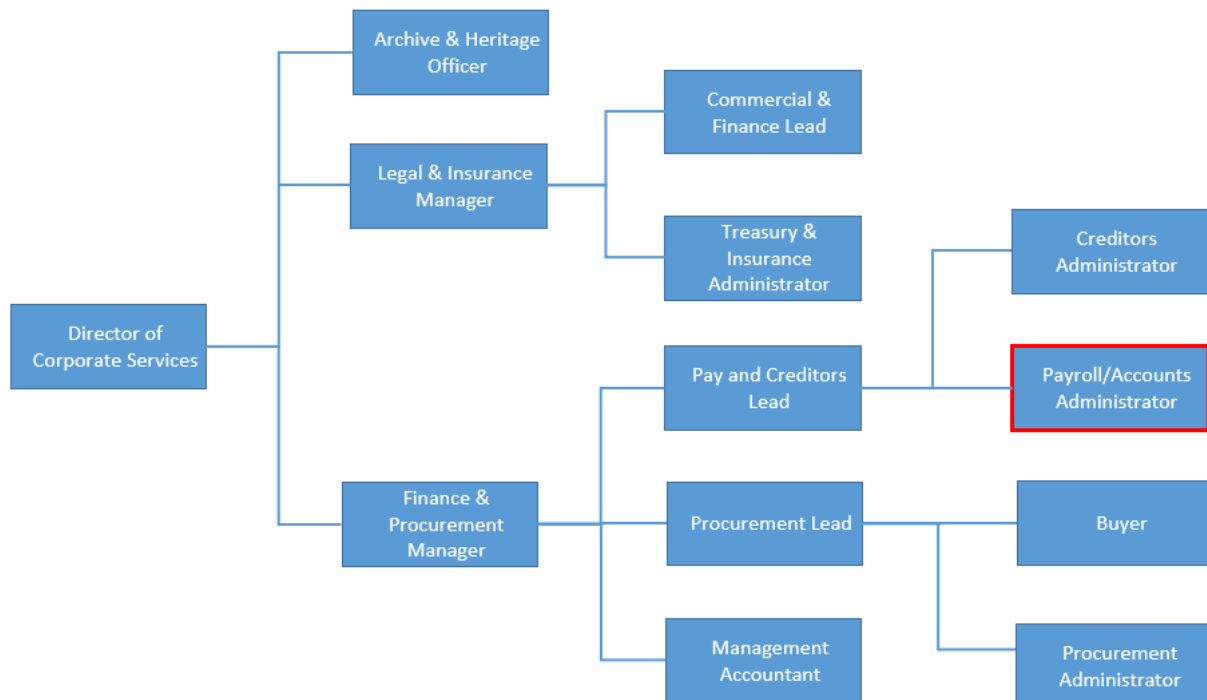 Archive & Heritage
Officer
Commercial &
Finance Lead
Legal & Insurance
Manager
Treasury &
Insurance
Administrator
Creditors
Administrator
Director of
Corporate Services
Pay and Creditors
Lead
Payroll/Accounts
Administrator
Finance &
Procurement
Manager
Procurement Lead
Buyer
Management
Accountant
Procurement
Administrator